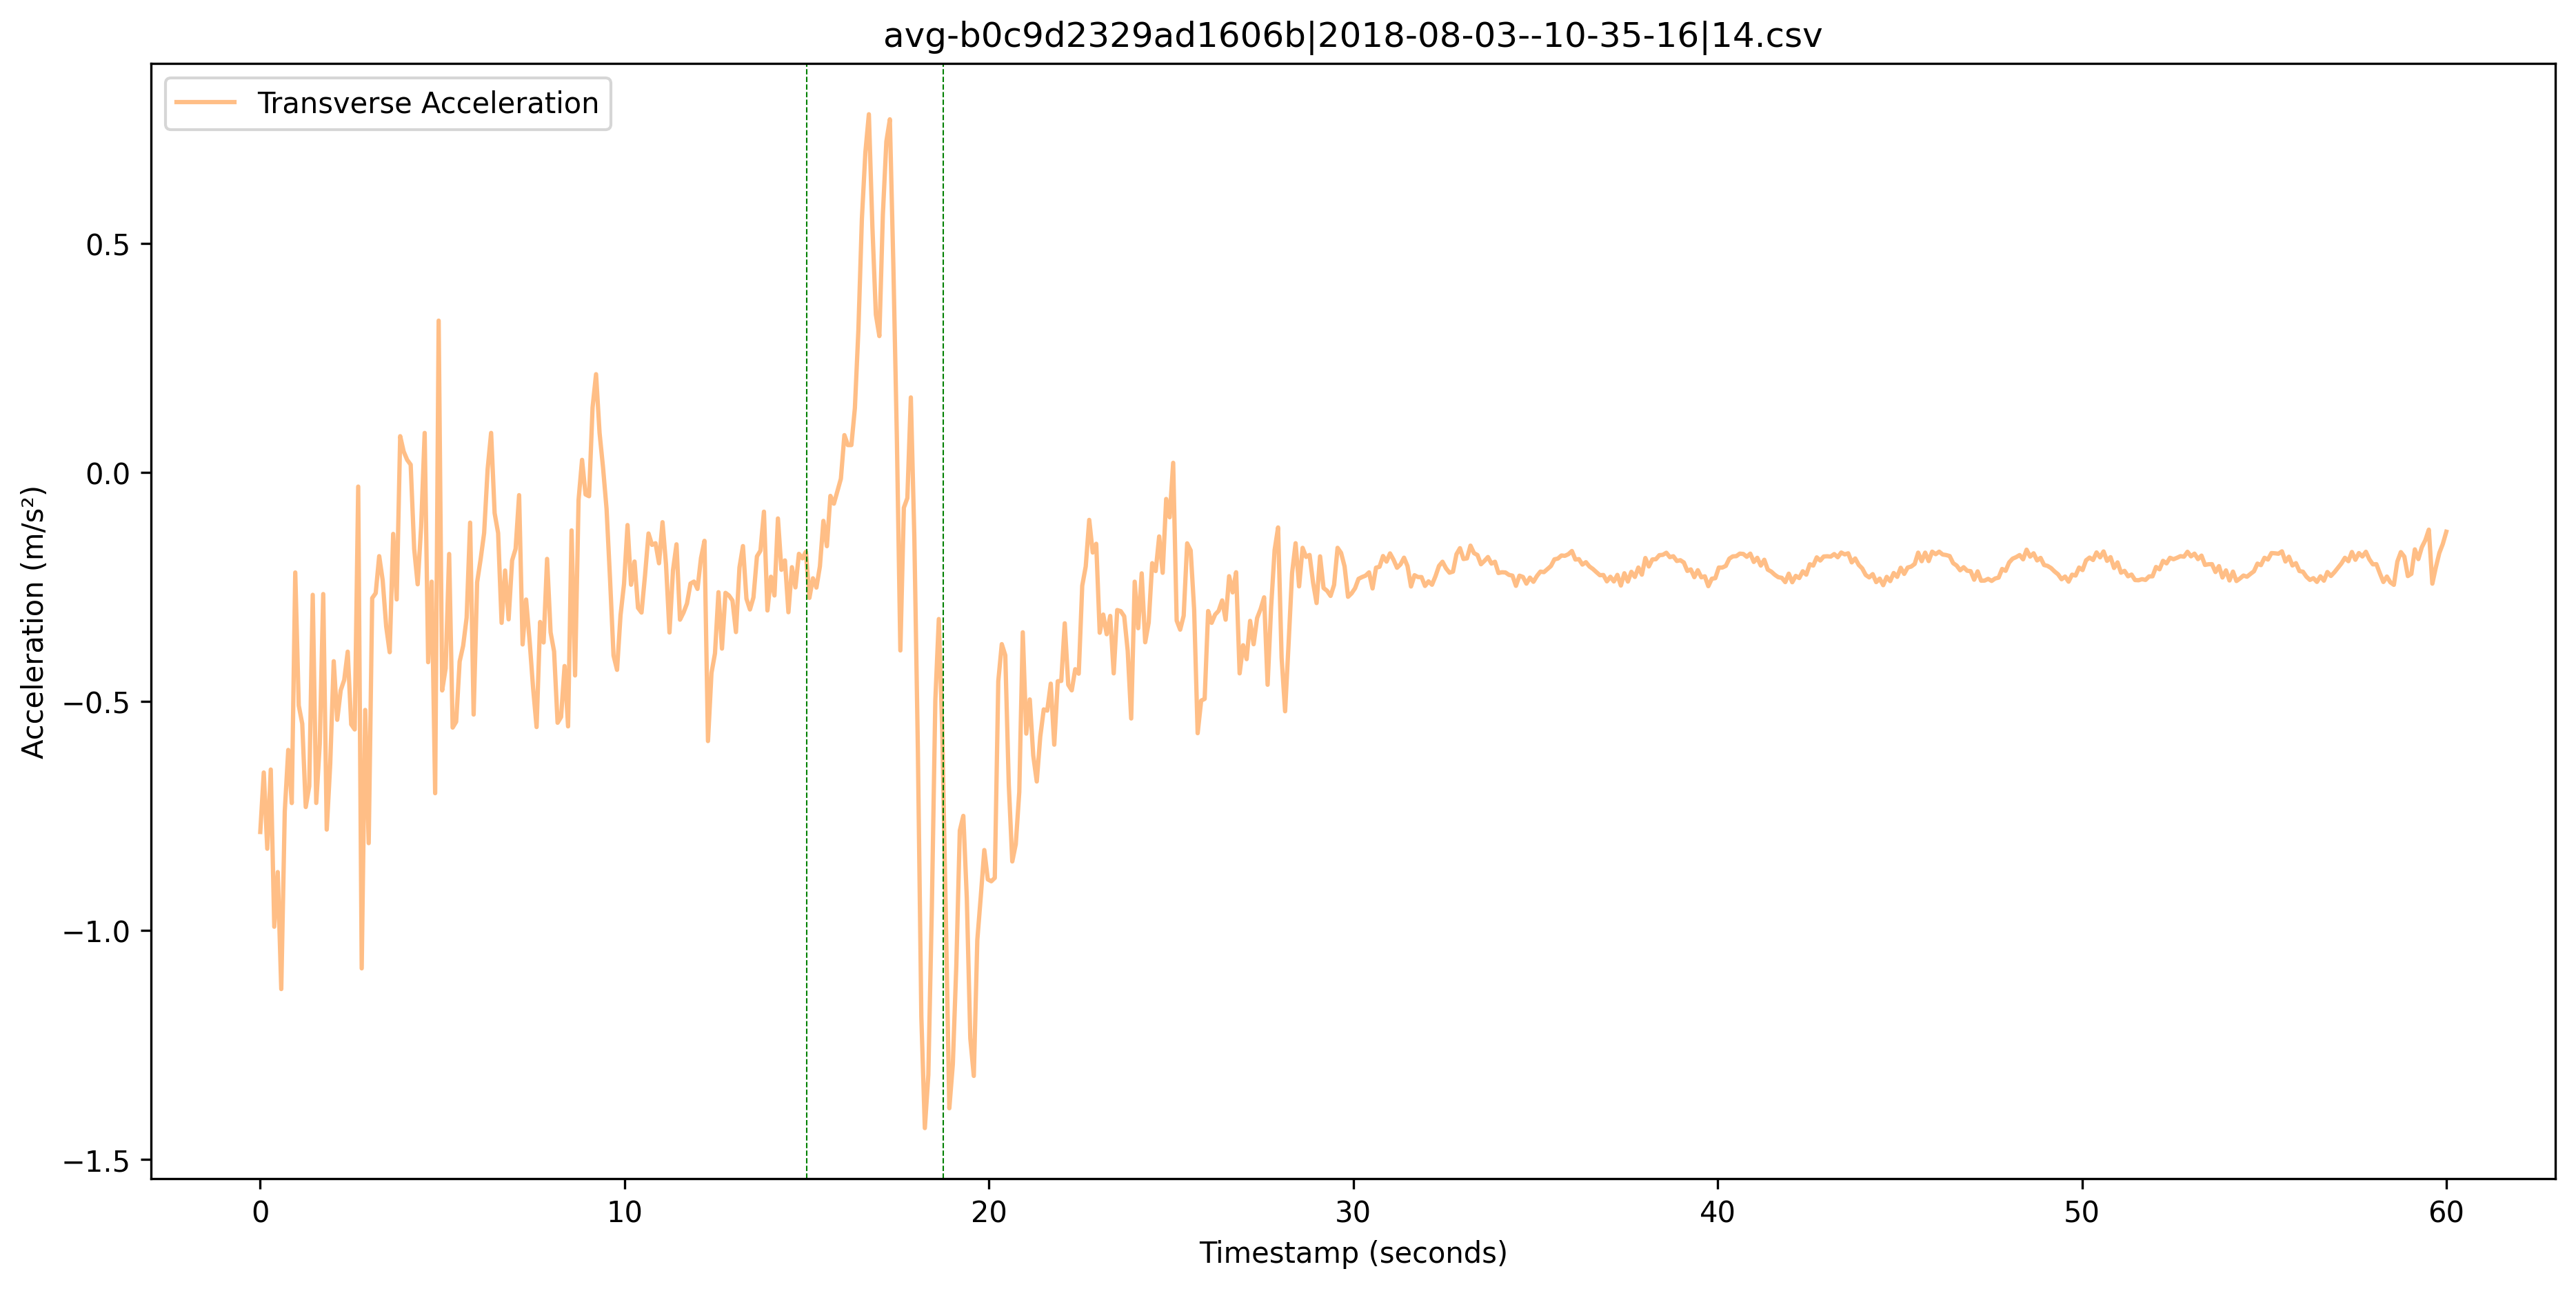 avg-b0c9d2329ad1606b|2018-08-03--10-35-16|14.csv
Transverse Acceleration
Acceleration (m/s²)
0.5
0.0
−0.5
−1.0
−1.5
0 10 20 30 40 50 60
Timestamp (seconds)